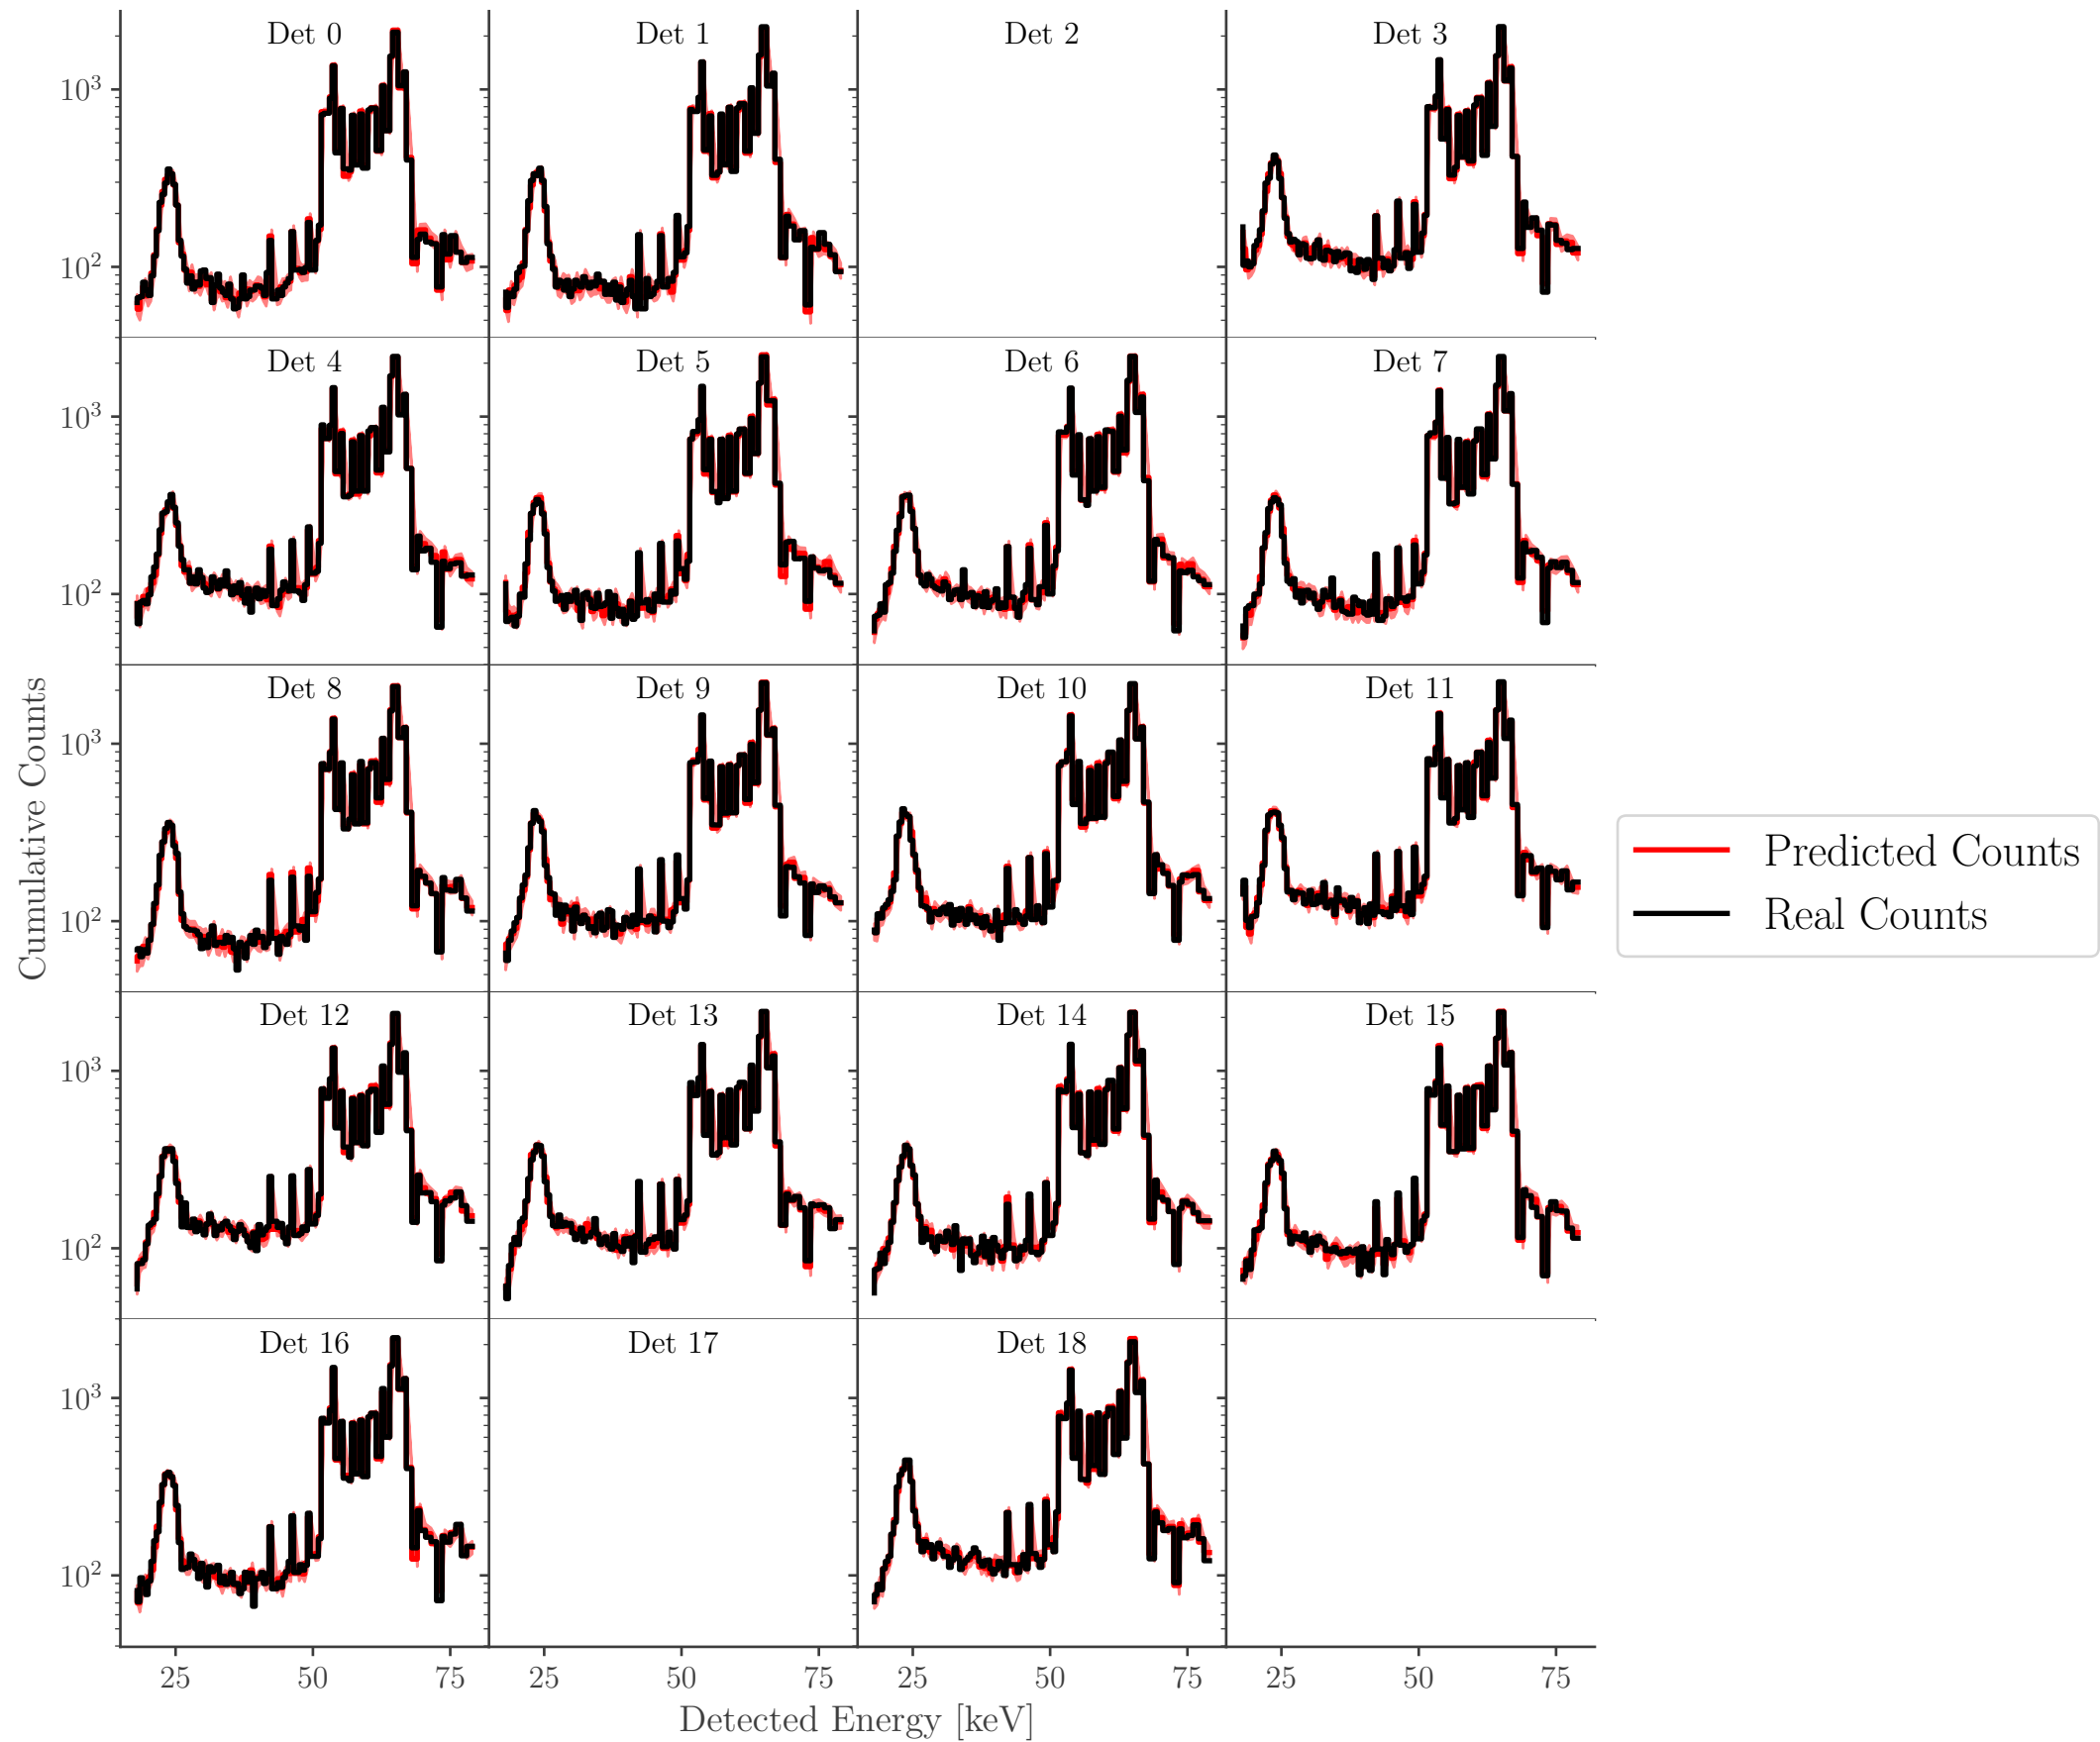 Det 0
Det 1
Det 2
Det 3
10³
10²
Det 4
Det 5
Det 6
Det 7
10³
10²
Det 8
Det 9
Det 10
Det 11
10³
10²
Cumulative Counts
Predicted Counts
Real Counts
Det 12
Det 13
Det 14
Det 15
10³
10²
Det 16
Det 17
Det 18
10³
10²
25 50 75 25 50 75 25 50 75 25 50 75
Detected Energy [keV]